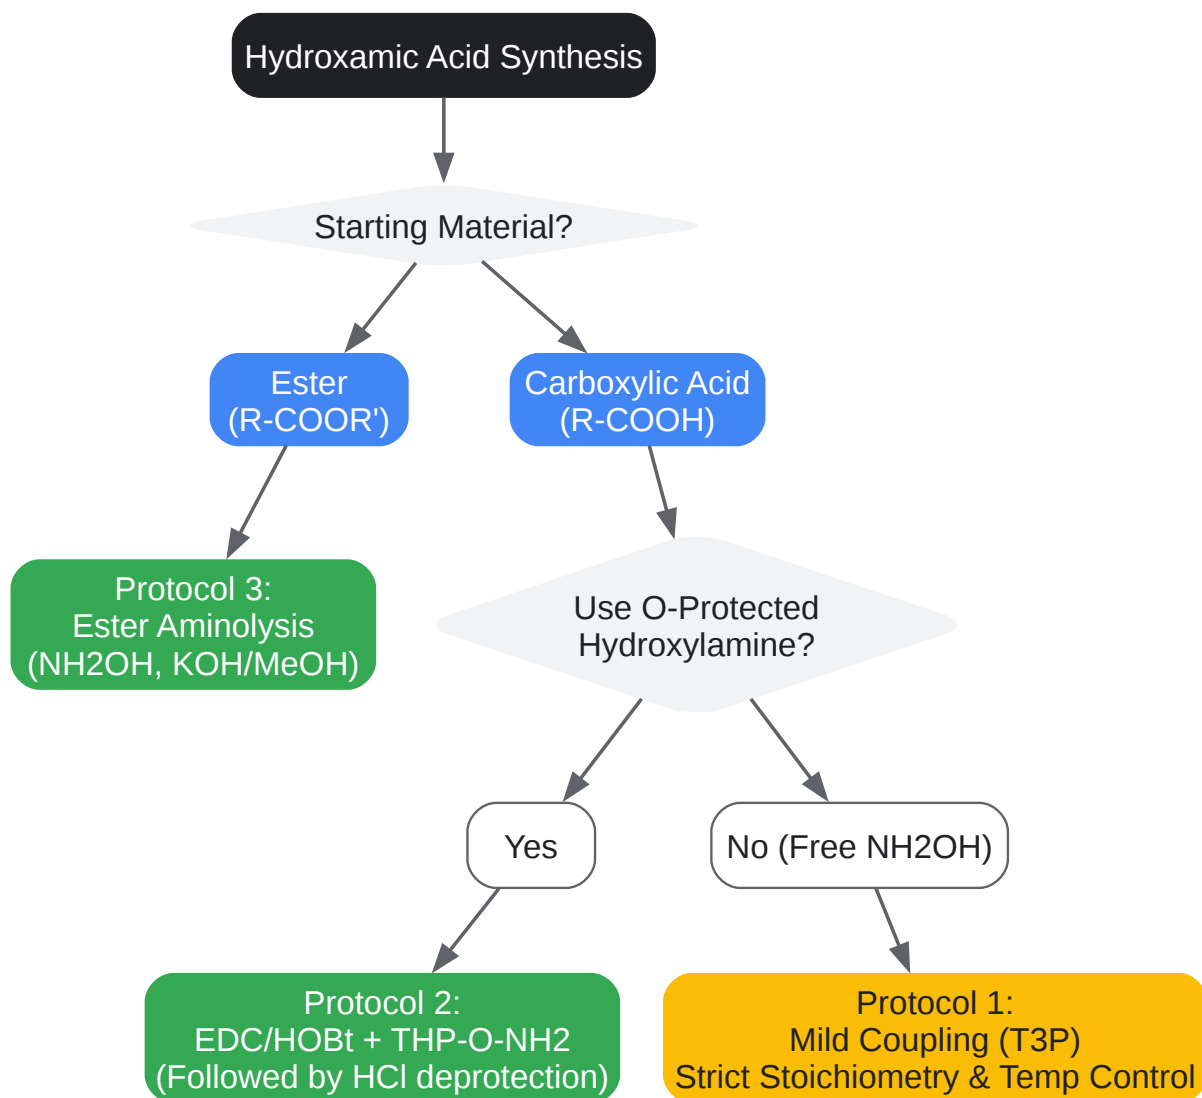 Hydroxamic Acid Synthesis
Starting Material?
Ester
(R-COOR')
Carboxylic Acid
(R-COOH)
Protocol 3:
Ester Aminolysis
(NH2OH, KOH/MeOH)
Use O-Protected
Hydroxylamine?
Yes
No (Free NH2OH)
Protocol 2:
EDC/HOBt + THP-O-NH2
(Followed by HCl deprotection)
Protocol 1:
Mild Coupling (T3P)
Strict Stoichiometry & Temp Control